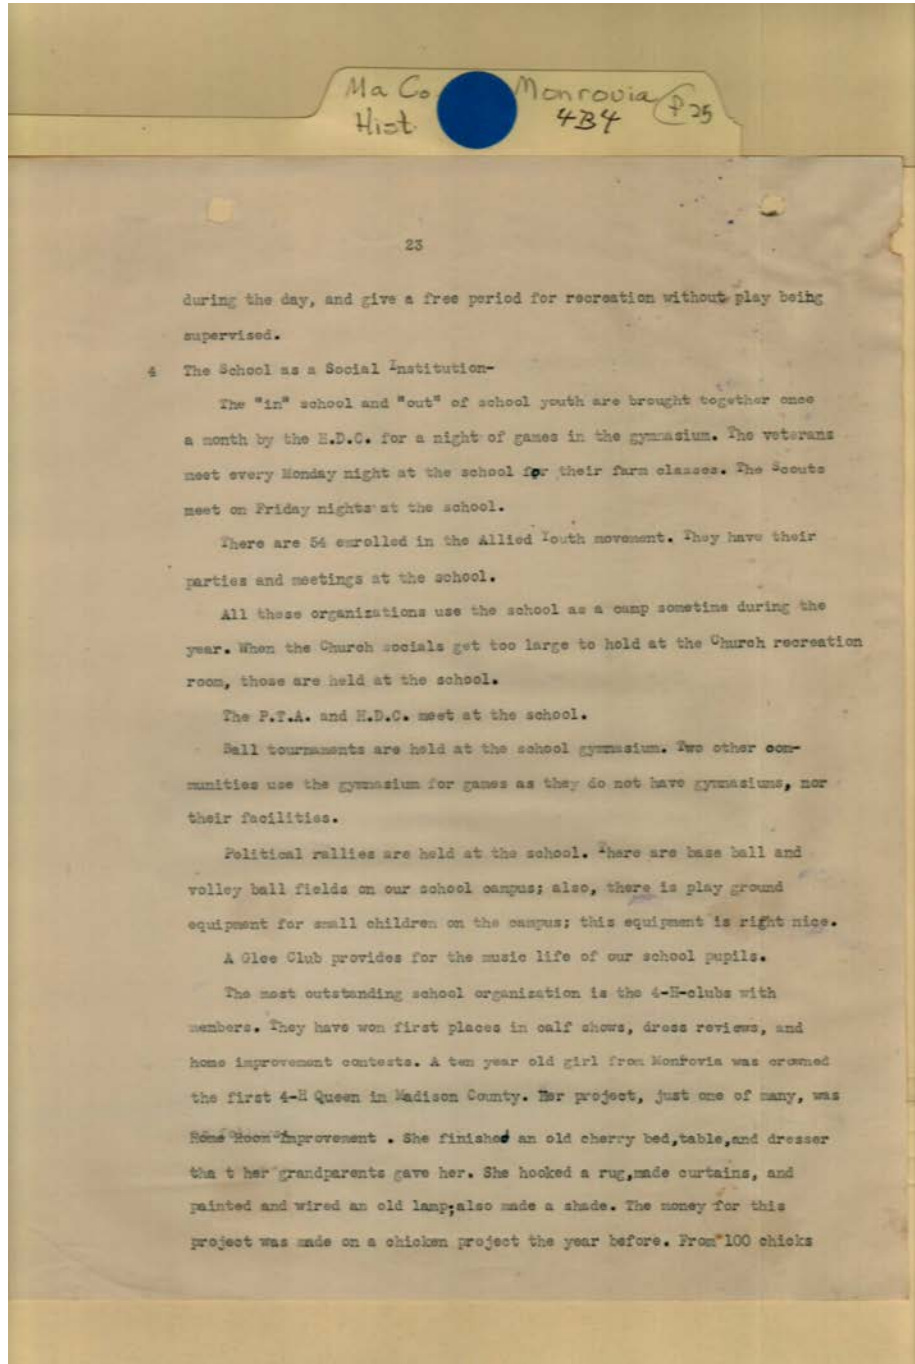 Ma Co Monrovia P 25
Hist. 4B4
23
during the day, and give a free period for recreation without play being
supervised.
4 The School as a Social Institution-
The "in" school and "out" of school youth are brought together once
a month by the H.D.C. for a night of games in the gymnasium. The veterans
meet every Monday night at the school for their farm classes. The Scouts
meet on Friday nights at the school.
There are 54 enrolled in the Allied Youth movement. They have their
parties and meetings at the school.
All these organizations use the school as a camp sometime during the
year. When the Church socials get too large to hold at the Church recreation
room, those are held at the school.
The P.T.A. and H.D.C. meet at the school.
Ball tournaments are held at the school gymnasium. Two other com-
munities use the gymnasium for games as they do not have gymnasiums, nor
their facilities.
Political rallies are held at the school. There are base ball and
volley ball fields on our school campus; also, there is play ground
equipment for small children on the campus; this equipment is right nice.
A Glee Club provides for the music life of our school pupils.
The most outstanding school organization is the 4-H-clubs with
members. They have won first places in calf shows, dress reviews, and
home improvement contests. A ten year old girl from Monrovia was crowned
the first 4-H Queen in Madison County. Her project, just one of many, was
Room Improvement . She finished an old cherry bed,table,and dresser
tha t her grandparents gave her. She hooked a rug,made curtains, and
painted and wired an old lamp;also made a shade. The money for this
project was made on a chicken project the year before. From 100 chicks